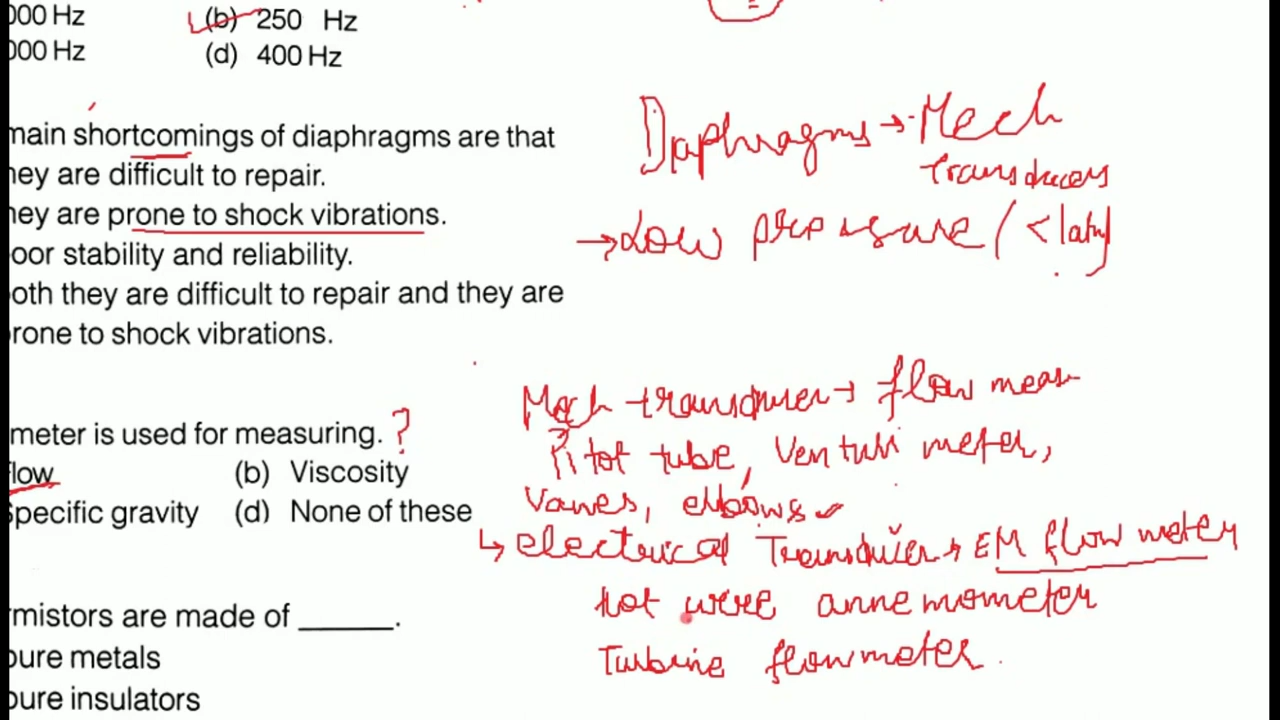 000 Hz (b) 250 Hz
000 Hz (d) 400 Hz
main shortcomings of diaphragms are that
hey are difficult to repair.
hey are prone to shock vibrations.
oor stability and reliability.
oth they are difficult to repair and they are
rone to shock vibrations.
Diaphragms → Mech
transducers
→ Low pressure (<1atm)
meter is used for measuring. ?
flow (b) Viscosity
Specific gravity (d) None of these
Mech transducer → flow meas
Pitot tube, Venturi meter,
Vanes, elbows
↳ electrical Transducer → EM flow meter
hot were annemometer
Turbine flowmeter.
rmistors are made of ______.
pure metals
pure insulators